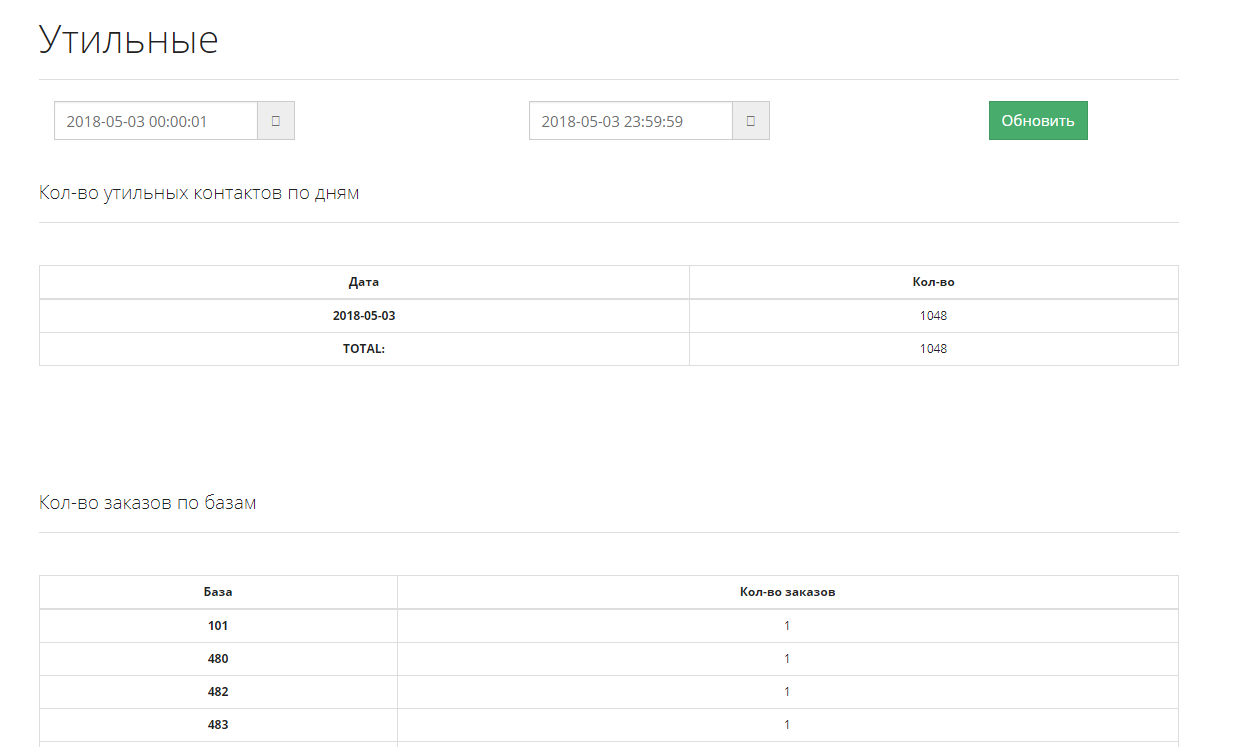 Утильные
2018-05-03 00:00:01 2018-05-03 23:59:59 Обновить
Кол-во утильных контактов по дням
Дата Кол-во
2018-05-03 1048
TOTAL: 1048
Кол-во заказов по базам
База Кол-во заказов
101 1
480 1
482 1
483 1